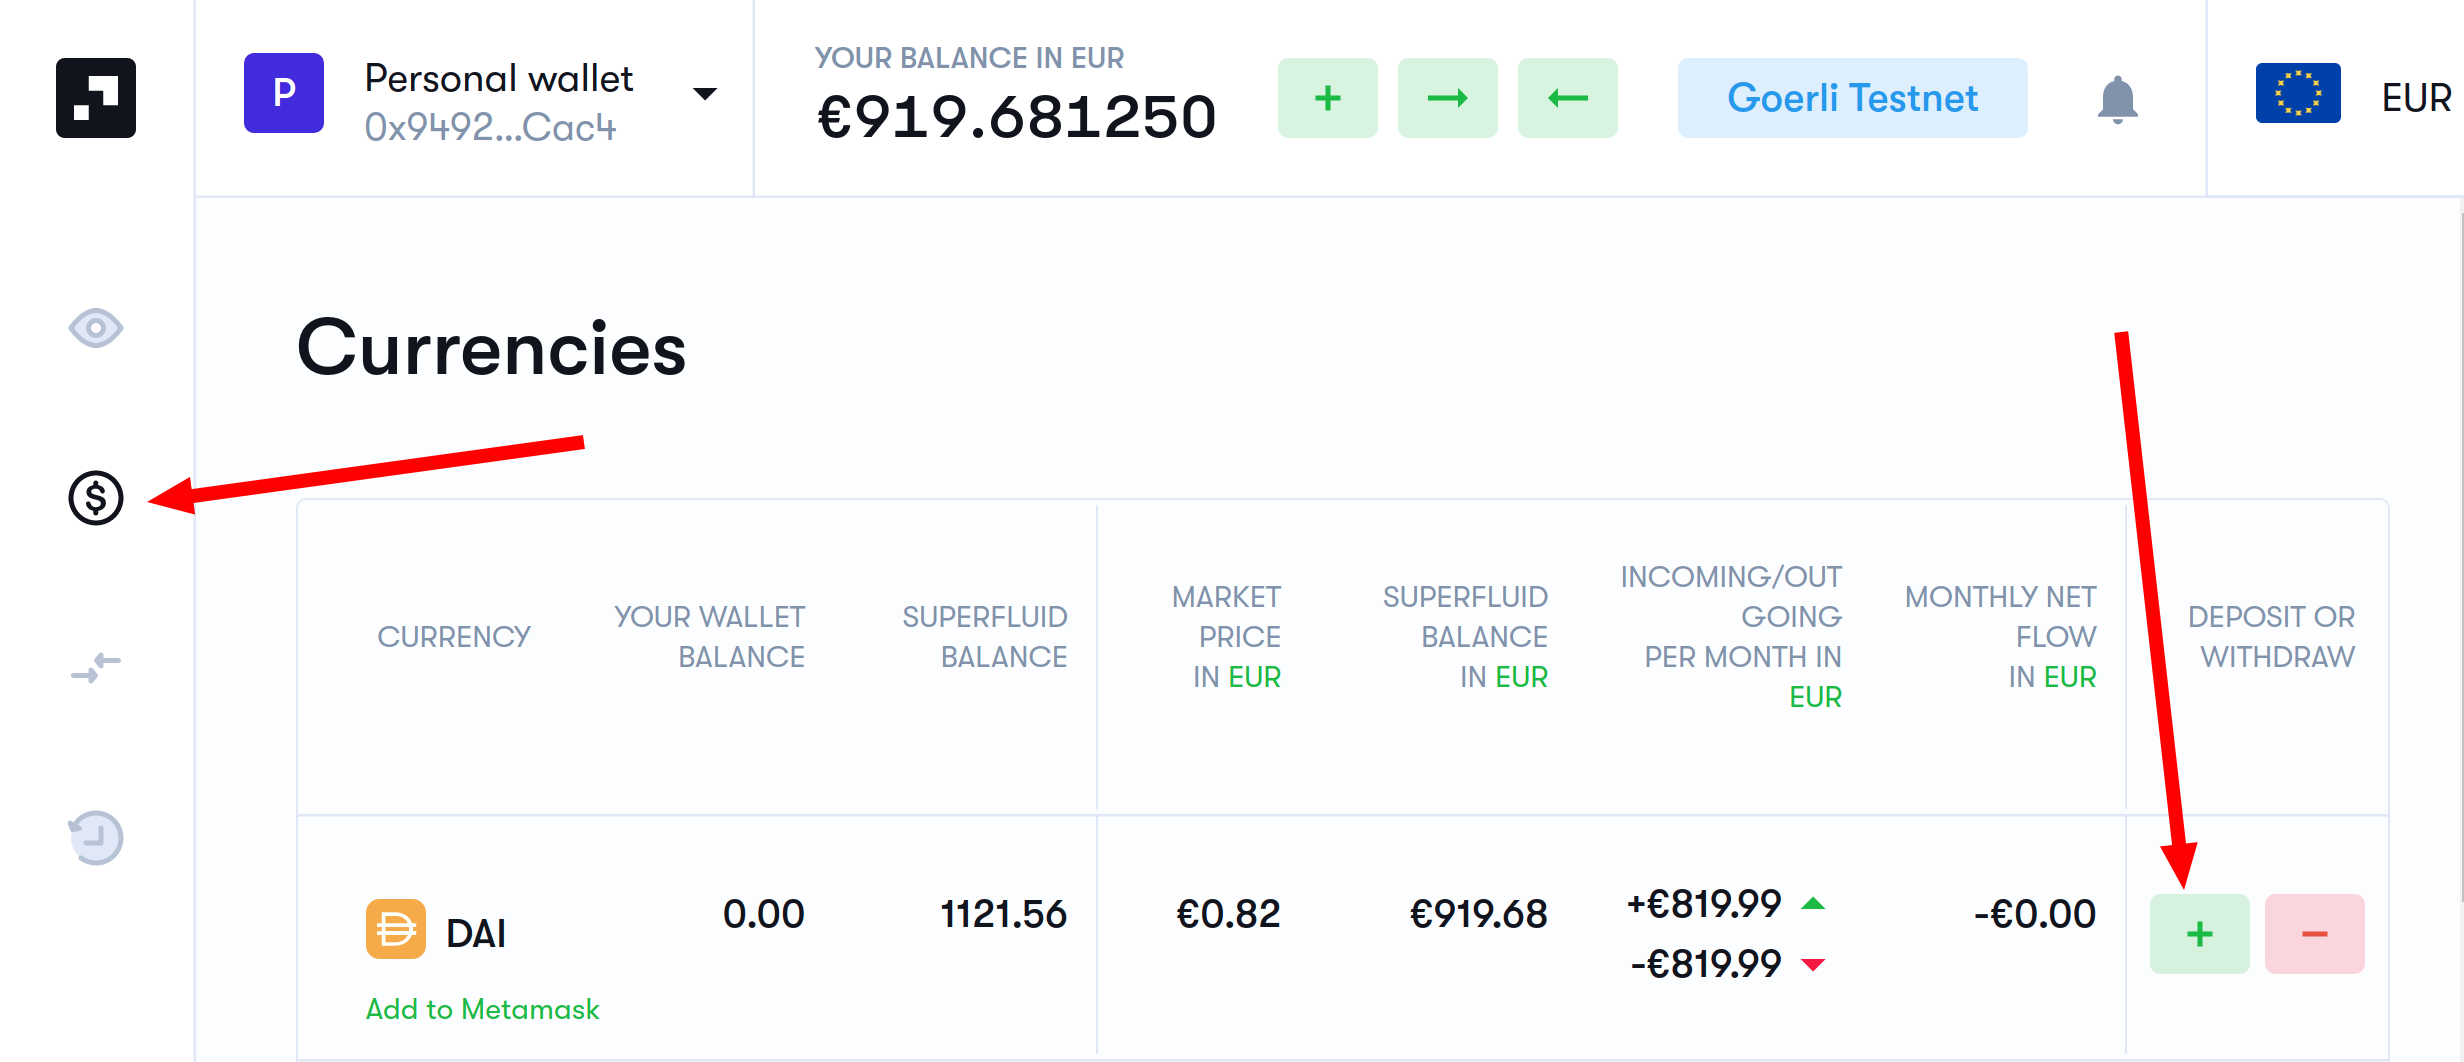 P
Personal wallet
0x9492...Cac4
YOUR BALANCE IN EUR
€919.681250
Goerli Testnet
EUR
Currencies
CURRENCY
YOUR WALLET
BALANCE
SUPERFLUID
BALANCE
MARKET
PRICE
IN EUR
SUPERFLUID
BALANCE
IN EUR
INCOMING/OUT
GOING
PER MONTH IN
EUR
MONTHLY NET
FLOW
IN EUR
DEPOSIT OR
WITHDRAW
DAI
Add to Metamask
0.00
1121.56
€0.82
€919.68
+€819.99
-€819.99
-€0.00